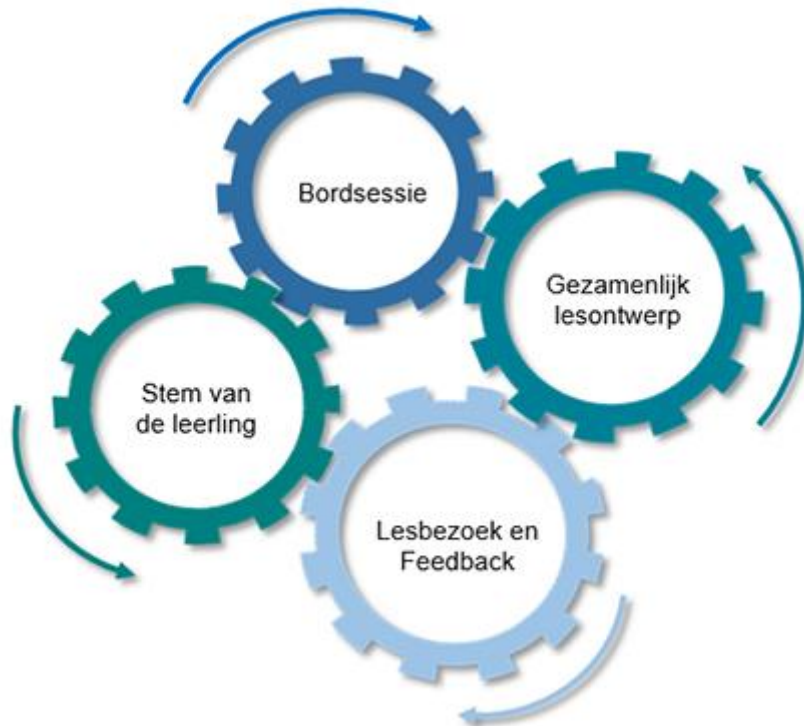 Bordsessie
Gezamenlijk
lesontwerp
Stem van
de leerling
Lesbezoek en
Feedback